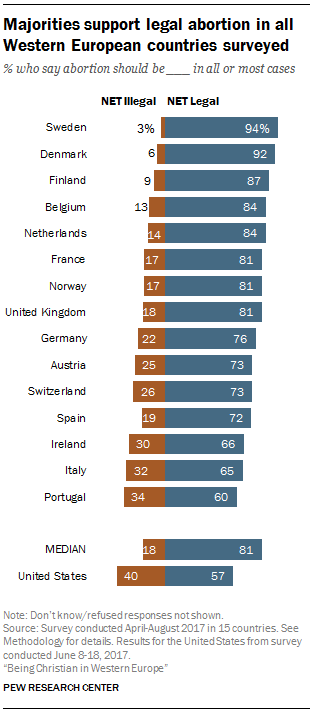 Majorities support legal abortion in all
Western European countries surveyed
% who say abortion should be ___ in all or most cases
NET Illegal NET Legal
Sweden 3% 94%
Denmark 6 92
Finland 9 87
Belgium 13 84
Netherlands 14 84
France 17 81
Norway 17 81
United Kingdom 18 81
Germany 22 76
Austria 25 73
Switzerland 26 73
Spain 19 72
Ireland 30 66
Italy 32 65
Portugal 34 60
MEDIAN 18 81
United States 40 57
Note: Don't know/refused responses not shown.
Source: Survey conducted April-August 2017 in 15 countries. See
Methodology for details. Results for the United States from survey
conducted June 8-18, 2017.
"Being Christian in Western Europe"
PEW RESEARCH CENTER